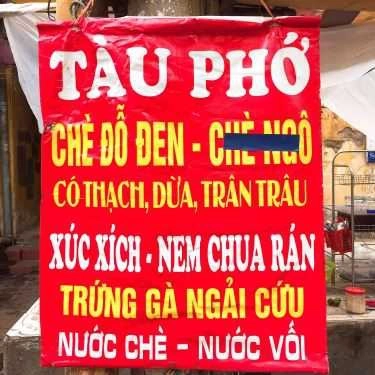 TÀU PHỚ
CHÈ ĐỖ ĐEN - CHÈ NGÔ
CÓ THẠCH, DỪA, TRÂN TRÂU
XÚC XÍCH - NEM CHUA RÁN
TRỨNG GÀ NGẢI CỨU
NƯỚC CHÈ - NƯỚC VỐI